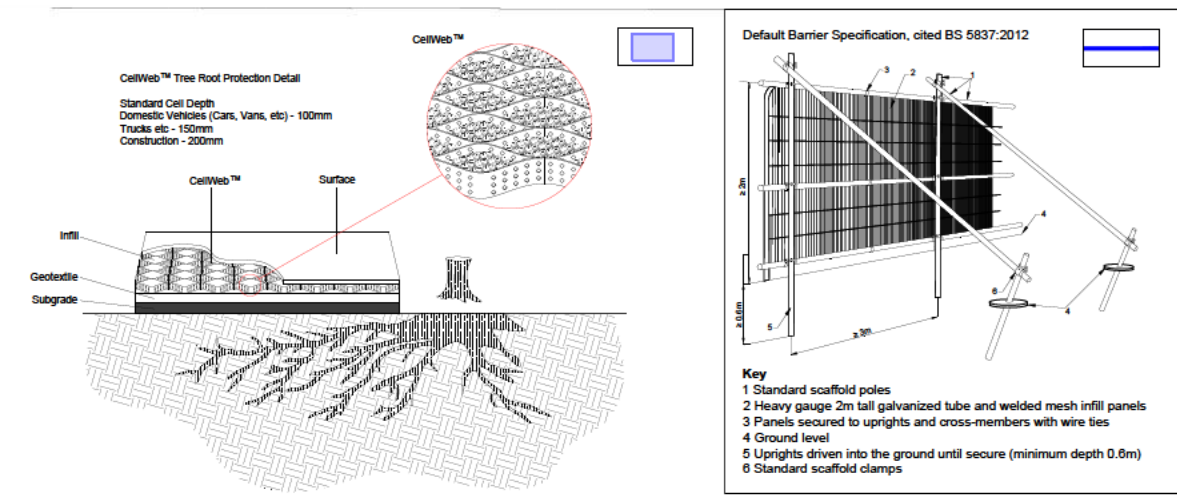 CellWeb™
CellWeb™ Tree Root Protection Detail
Standard Cell Depth
Domestic Vehicles (Cars, Vans, etc) - 100mm
Trucks etc - 150mm
Construction - 200mm
CellWeb™
Surface
Infill
Geotextile
Subgrade
Default Barrier Specification, cited BS 5837:2012
3
2
1
≥ 2m
4
6
≥ 0.6m
5
≥ 3m
4
Key
1 Standard scaffold poles
2 Heavy gauge 2m tall galvanized tube and welded mesh infill panels
3 Panels secured to uprights and cross-members with wire ties
4 Ground level
5 Uprights driven into the ground until secure (minimum depth 0.6m)
6 Standard scaffold clamps